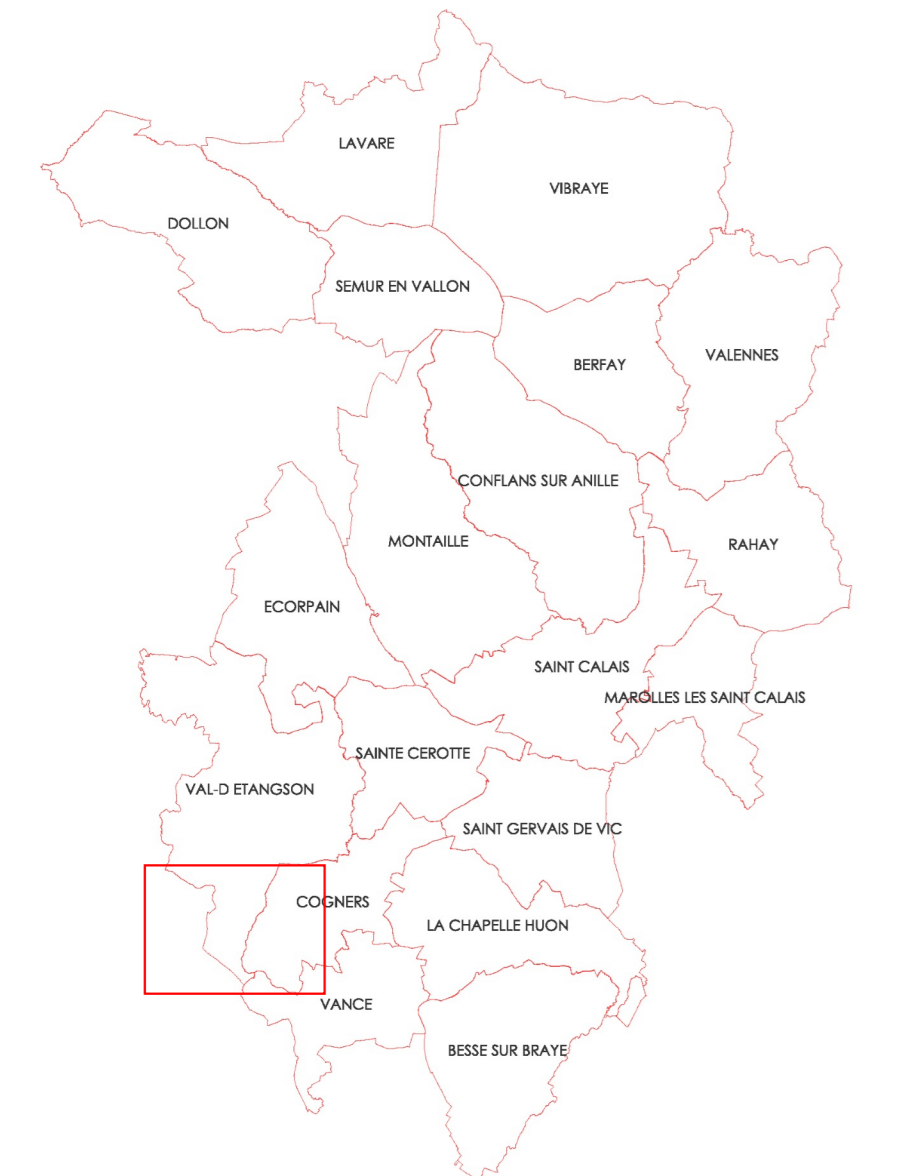 LAVARE
VIBRAYE
DOLLON
SEMUR EN VALLON
VALENNES
BERFAY
CONFLANS SUR ANILLE
MONTAILLE
RAHAY
ECORPAIN
SAINT CALAIS
MAROLLES LES SAINT CALAIS
SAINTE CEROTTE
VAL-D ETANGSON
SAINT GERVAIS DE VIC
COGNERS
LA CHAPELLE HUON
VANCE
BESSE SUR BRAYE